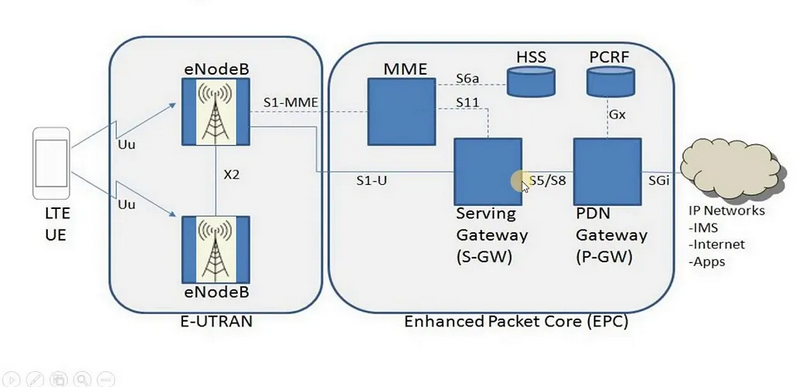 eNodeB
MME
HSS
PCRF
S6a
S1-MME
S11
Gx
Uu
X2
S1-U
S5/S8
SGi
Uu
LTE
UE
Serving
Gateway
(S-GW)
PDN
Gateway
(P-GW)
IP Networks
-IMS
-Internet
-Apps
eNodeB
E-UTRAN
Enhanced Packet Core (EPC)